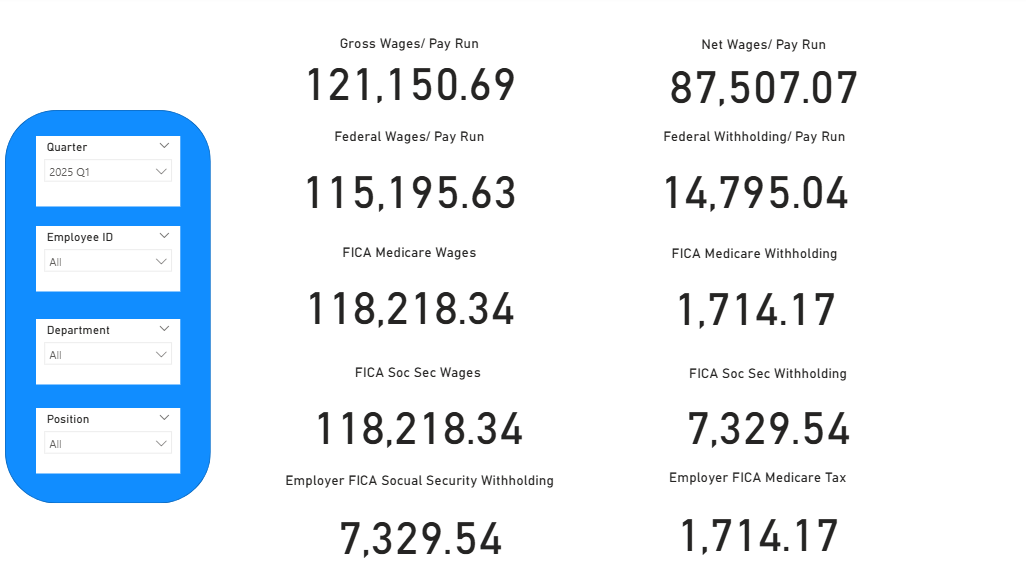 Gross Wages/ Pay Run
121,150.69
Net Wages/ Pay Run
87,507.07
Federal Wages/ Pay Run
115,195.63
Federal Withholding/ Pay Run
14,795.04
Quarter
2025 Q1
Employee ID
All
FICA Medicare Wages
118,218.34
FICA Medicare Withholding
1,714.17
Department
All
FICA Soc Sec Wages
118,218.34
FICA Soc Sec Withholding
7,329.54
Position
All
Employer FICA Socual Security Withholding
7,329.54
Employer FICA Medicare Tax
1,714.17